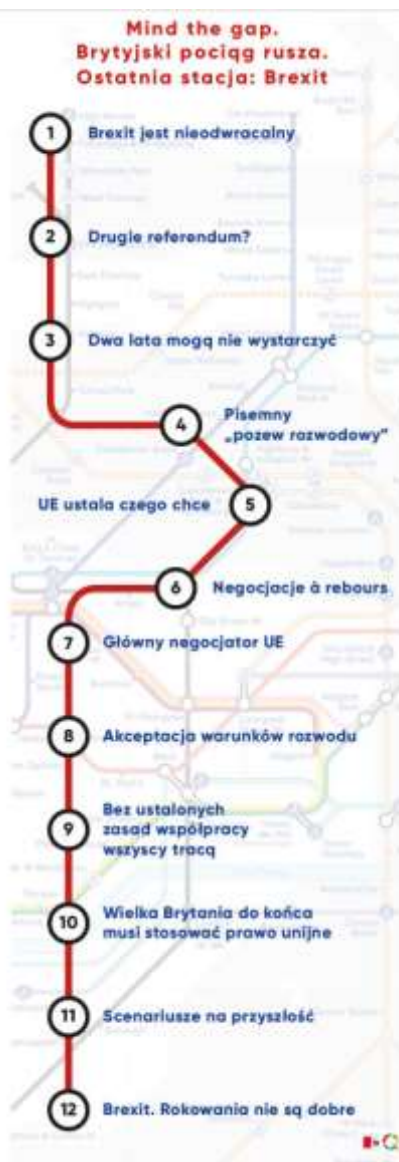 Mind the gap.
Brytyjski pociąg rusza.
Ostatnia stacja: Brexit
1 Brexit jest nieodwracalny
2 Drugie referendum?
3 Dwa lata mogą nie wystarczyć
4 Pisemny
„pozew rozwodowy”
UE ustala czego chce 5
6 Negocjacje à rebours
7 Główny negocjator UE
8 Akceptacja warunków rozwodu
9 Bez ustalonych
zasad współpracy
wszyscy tracą
10 Wielka Brytania do końca
musi stosować prawo unijne
11 Scenariusze na przyszłość
12 Brexit. Rokowania nie są dobre